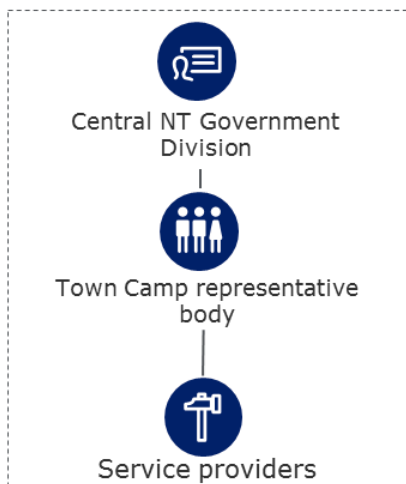 Central NT Government
Division
Town Camp representative
body
Service providers